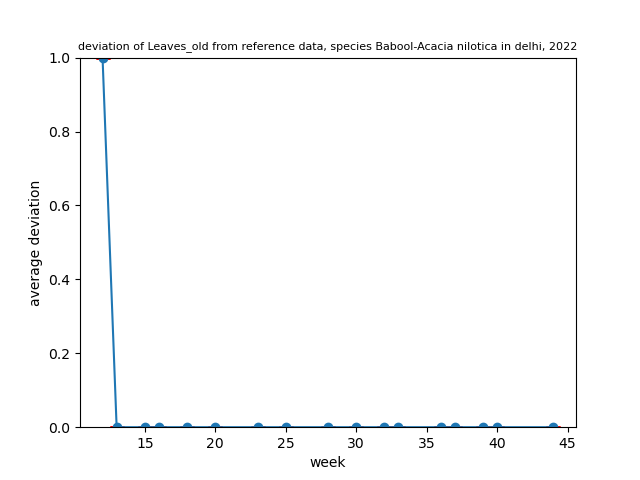 deviation of Leaves_old from reference data, species Babool-Acacia nilotica in delhi, 2022
1.0
0.8
0.6
0.4
0.2
0.0
average deviation
15 20 25 30 35 40 45
week